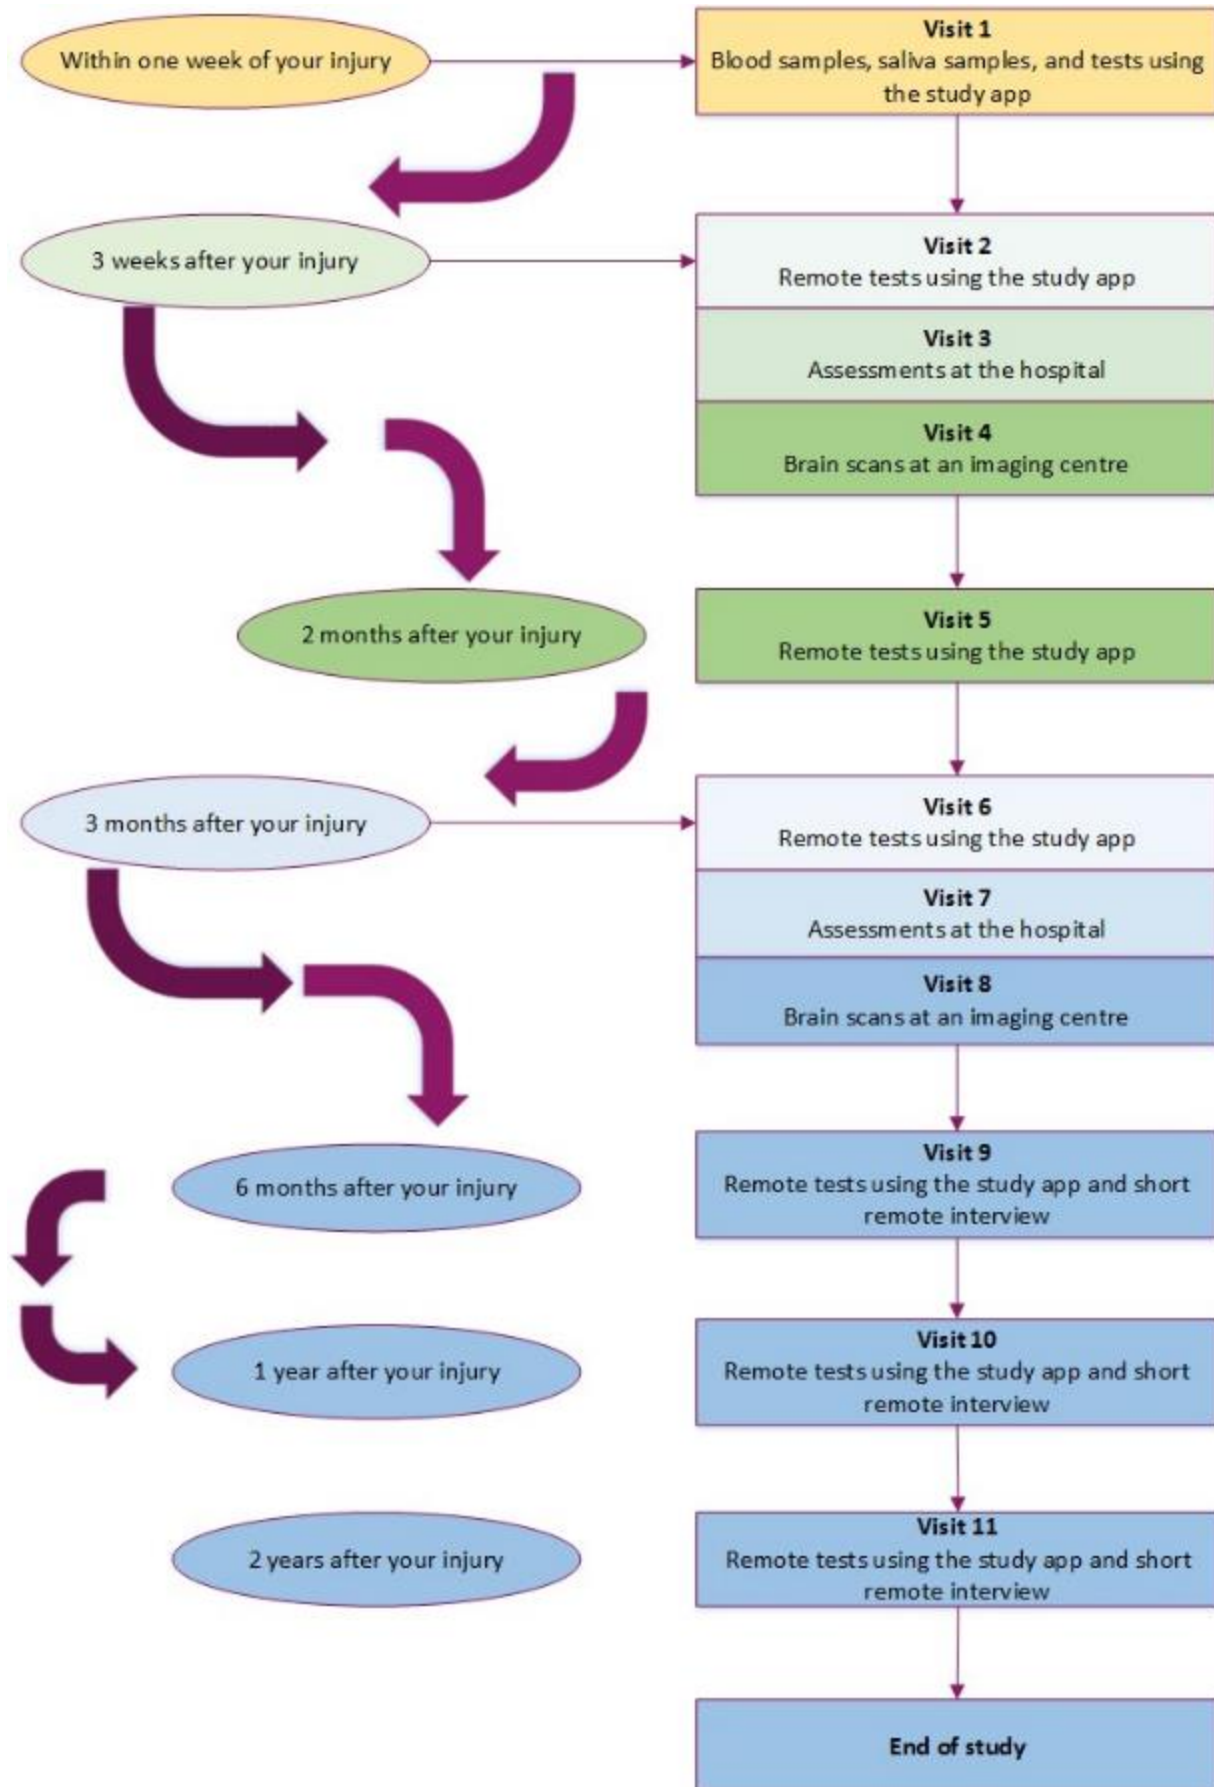 Within one week of your injury
Visit 1
Blood samples, saliva samples, and tests using
the study app
3 weeks after your injury
Visit 2
Remote tests using the study app
Visit 3
Assessments at the hospital
Visit 4
Brain scans at an imaging centre
2 months after your injury
Visit 5
Remote tests using the study app
3 months after your injury
Visit 6
Remote tests using the study app
Visit 7
Assessments at the hospital
Visit 8
Brain scans at an imaging centre
6 months after your injury
Visit 9
Remote tests using the study app and short
remote interview
1 year after your injury
Visit 10
Remote tests using the study app and short
remote interview
2 years after your injury
Visit 11
Remote tests using the study app and short
remote interview
End of study